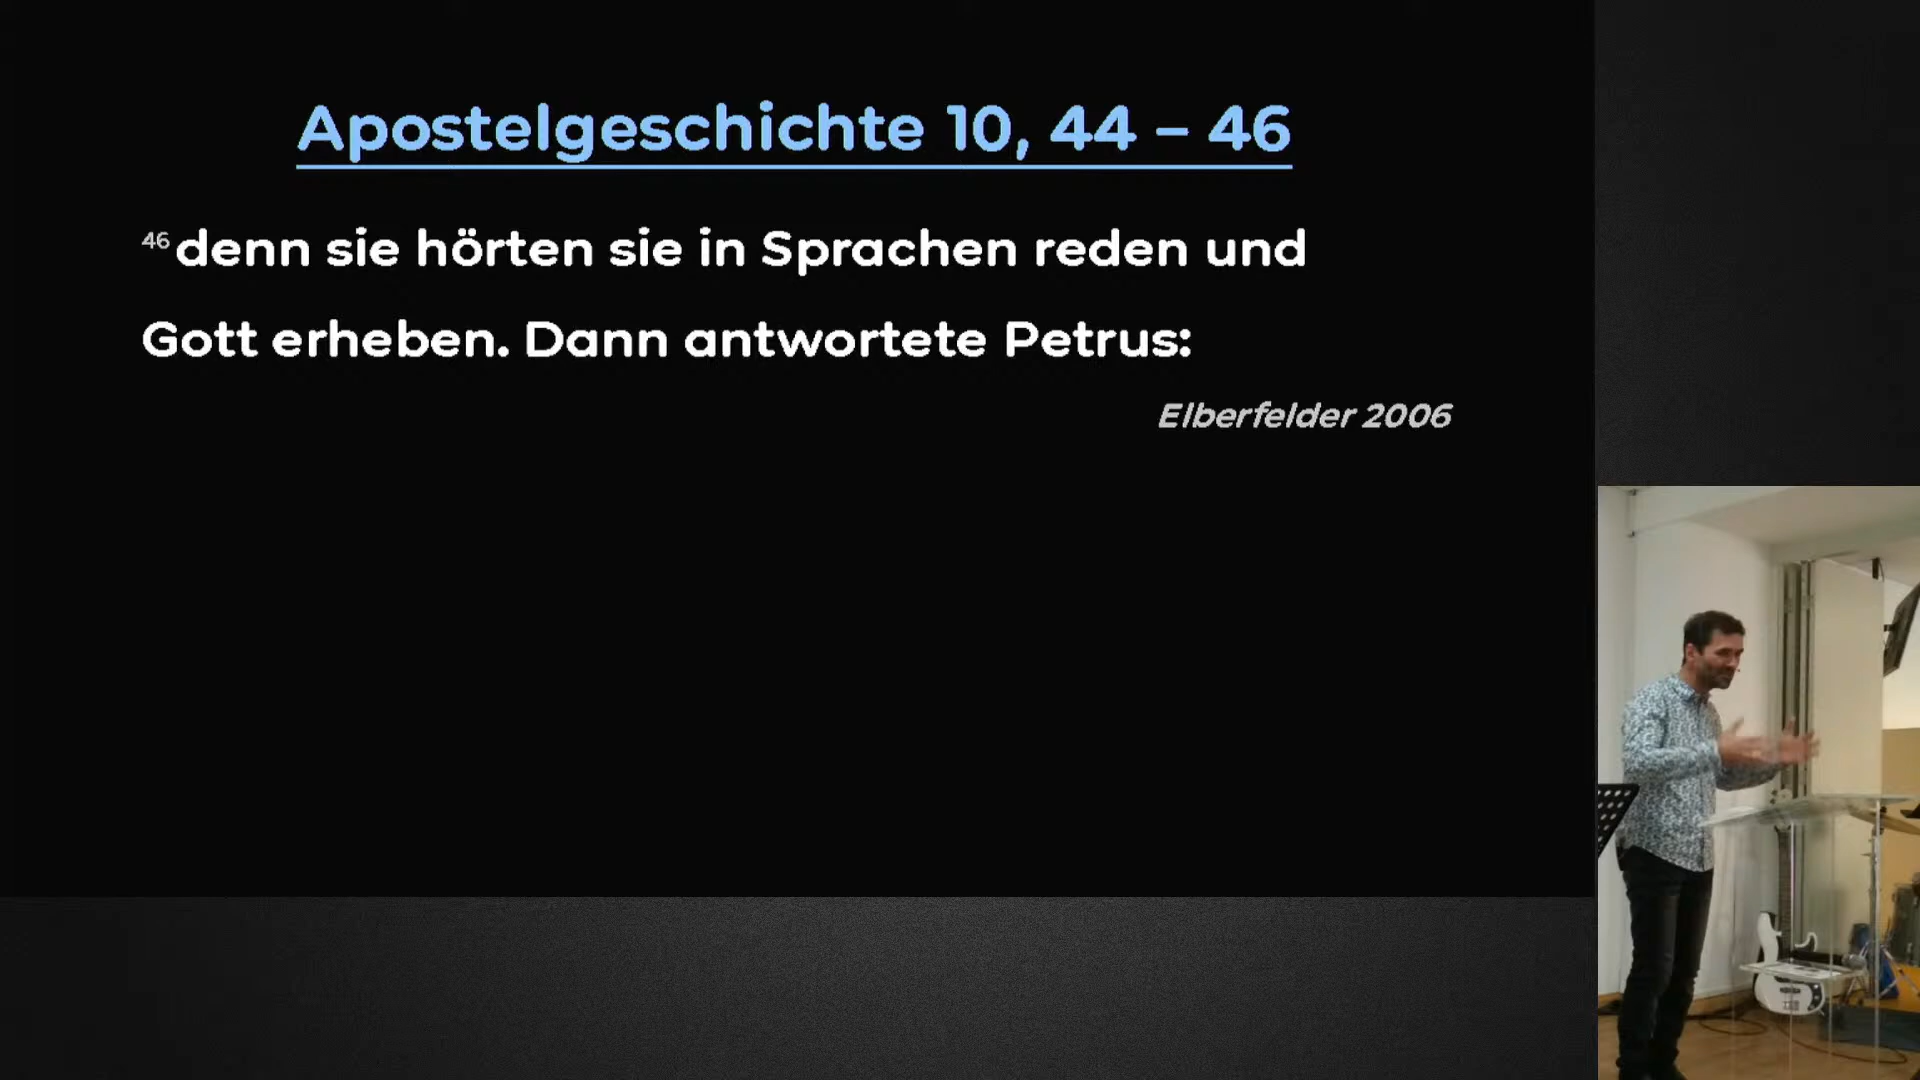 Apostelgeschichte 10, 44 – 46
46 denn sie hörten sie in Sprachen reden und
Gott erheben. Dann antwortete Petrus:
Elberfelder 2006